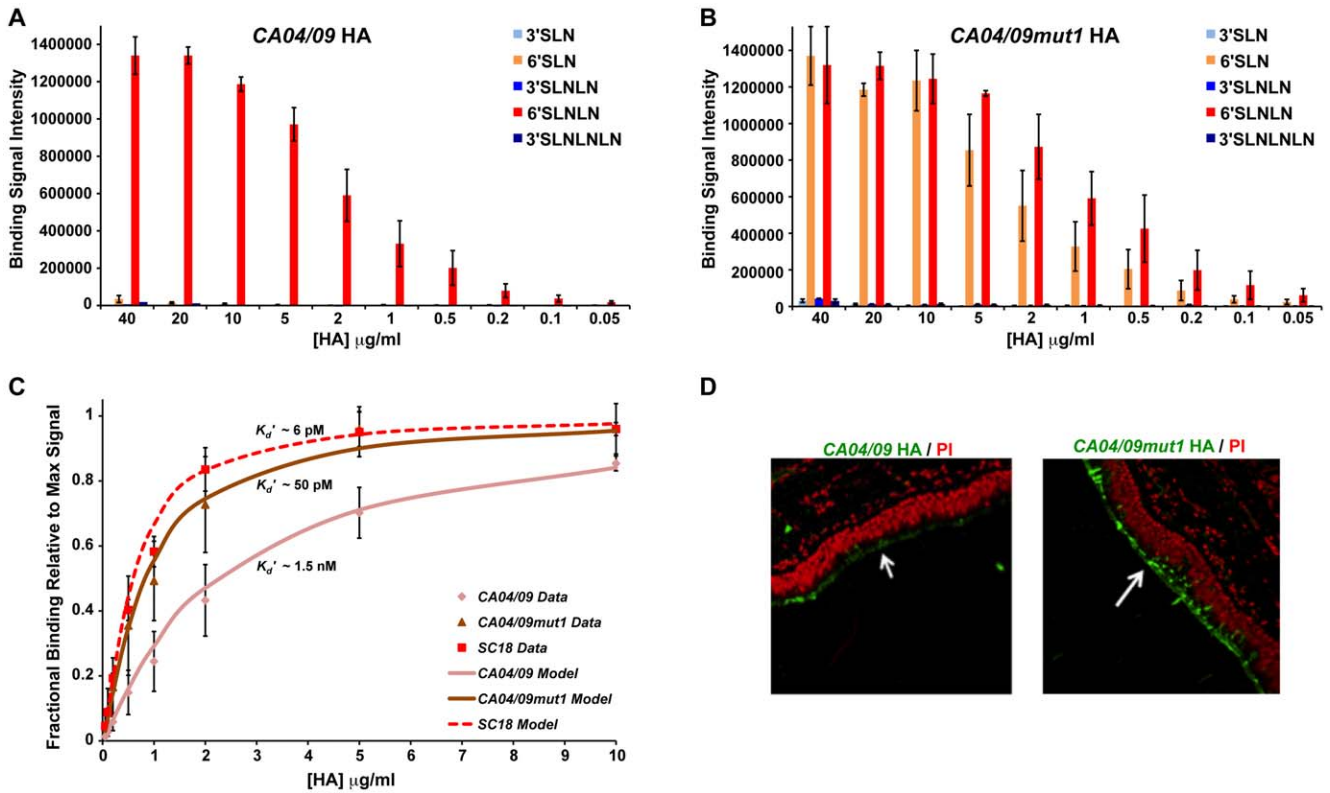 A
CA04/09 HA
3'SLN
6'SLN
3'SLNLN
6'SLNLN
3'SLNLNLN
Binding Signal Intensity
1400000
1200000
1000000
800000
600000
400000
200000
0
40 20 10 5 2 1 0.5 0.2 0.1 0.05
[HA] µg/ml
B
CA04/09mut1 HA
3'SLN
6'SLN
3'SLNLN
6'SLNLN
3'SLNLNLN
Binding Signal Intensity
1400000
1200000
1000000
800000
600000
400000
200000
0
40 20 10 5 2 1 0.5 0.2 0.1 0.05
[HA] µg/ml
C
Fractional Binding Relative to Max Signal
1
0.8
0.6
0.4
0.2
0
Kd' ~ 6 pM
Kd' ~ 50 pM
Kd' ~ 1.5 nM
CA04/09 Data
CA04/09mut1 Data
SC18 Data
CA04/09 Model
CA04/09mut1 Model
SC18 Model
0 1 2 3 4 5 6 7 8 9 10
[HA] µg/ml
D
CA04/09 HA / PI
CA04/09mut1 HA / PI